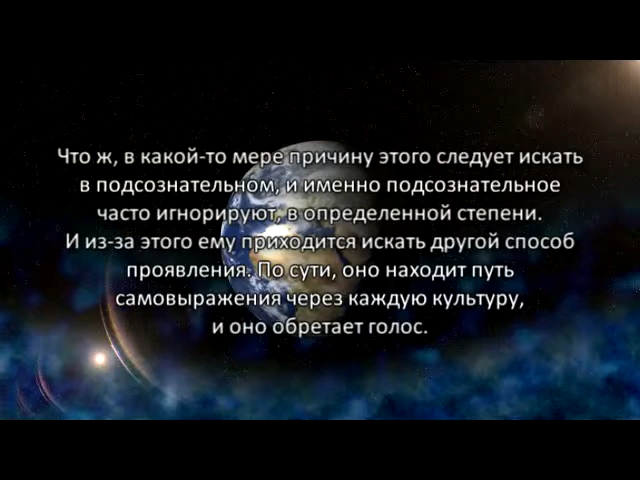 Что ж, в какой-то мере причину этого следует искать
в подсознательном, и именно подсознательное
часто игнорируют, в определенной степени.
И из-за этого ему приходится искать другой способ
проявления. По сути, оно находит путь
самовыражения через каждую культуру,
и оно обретает голос.